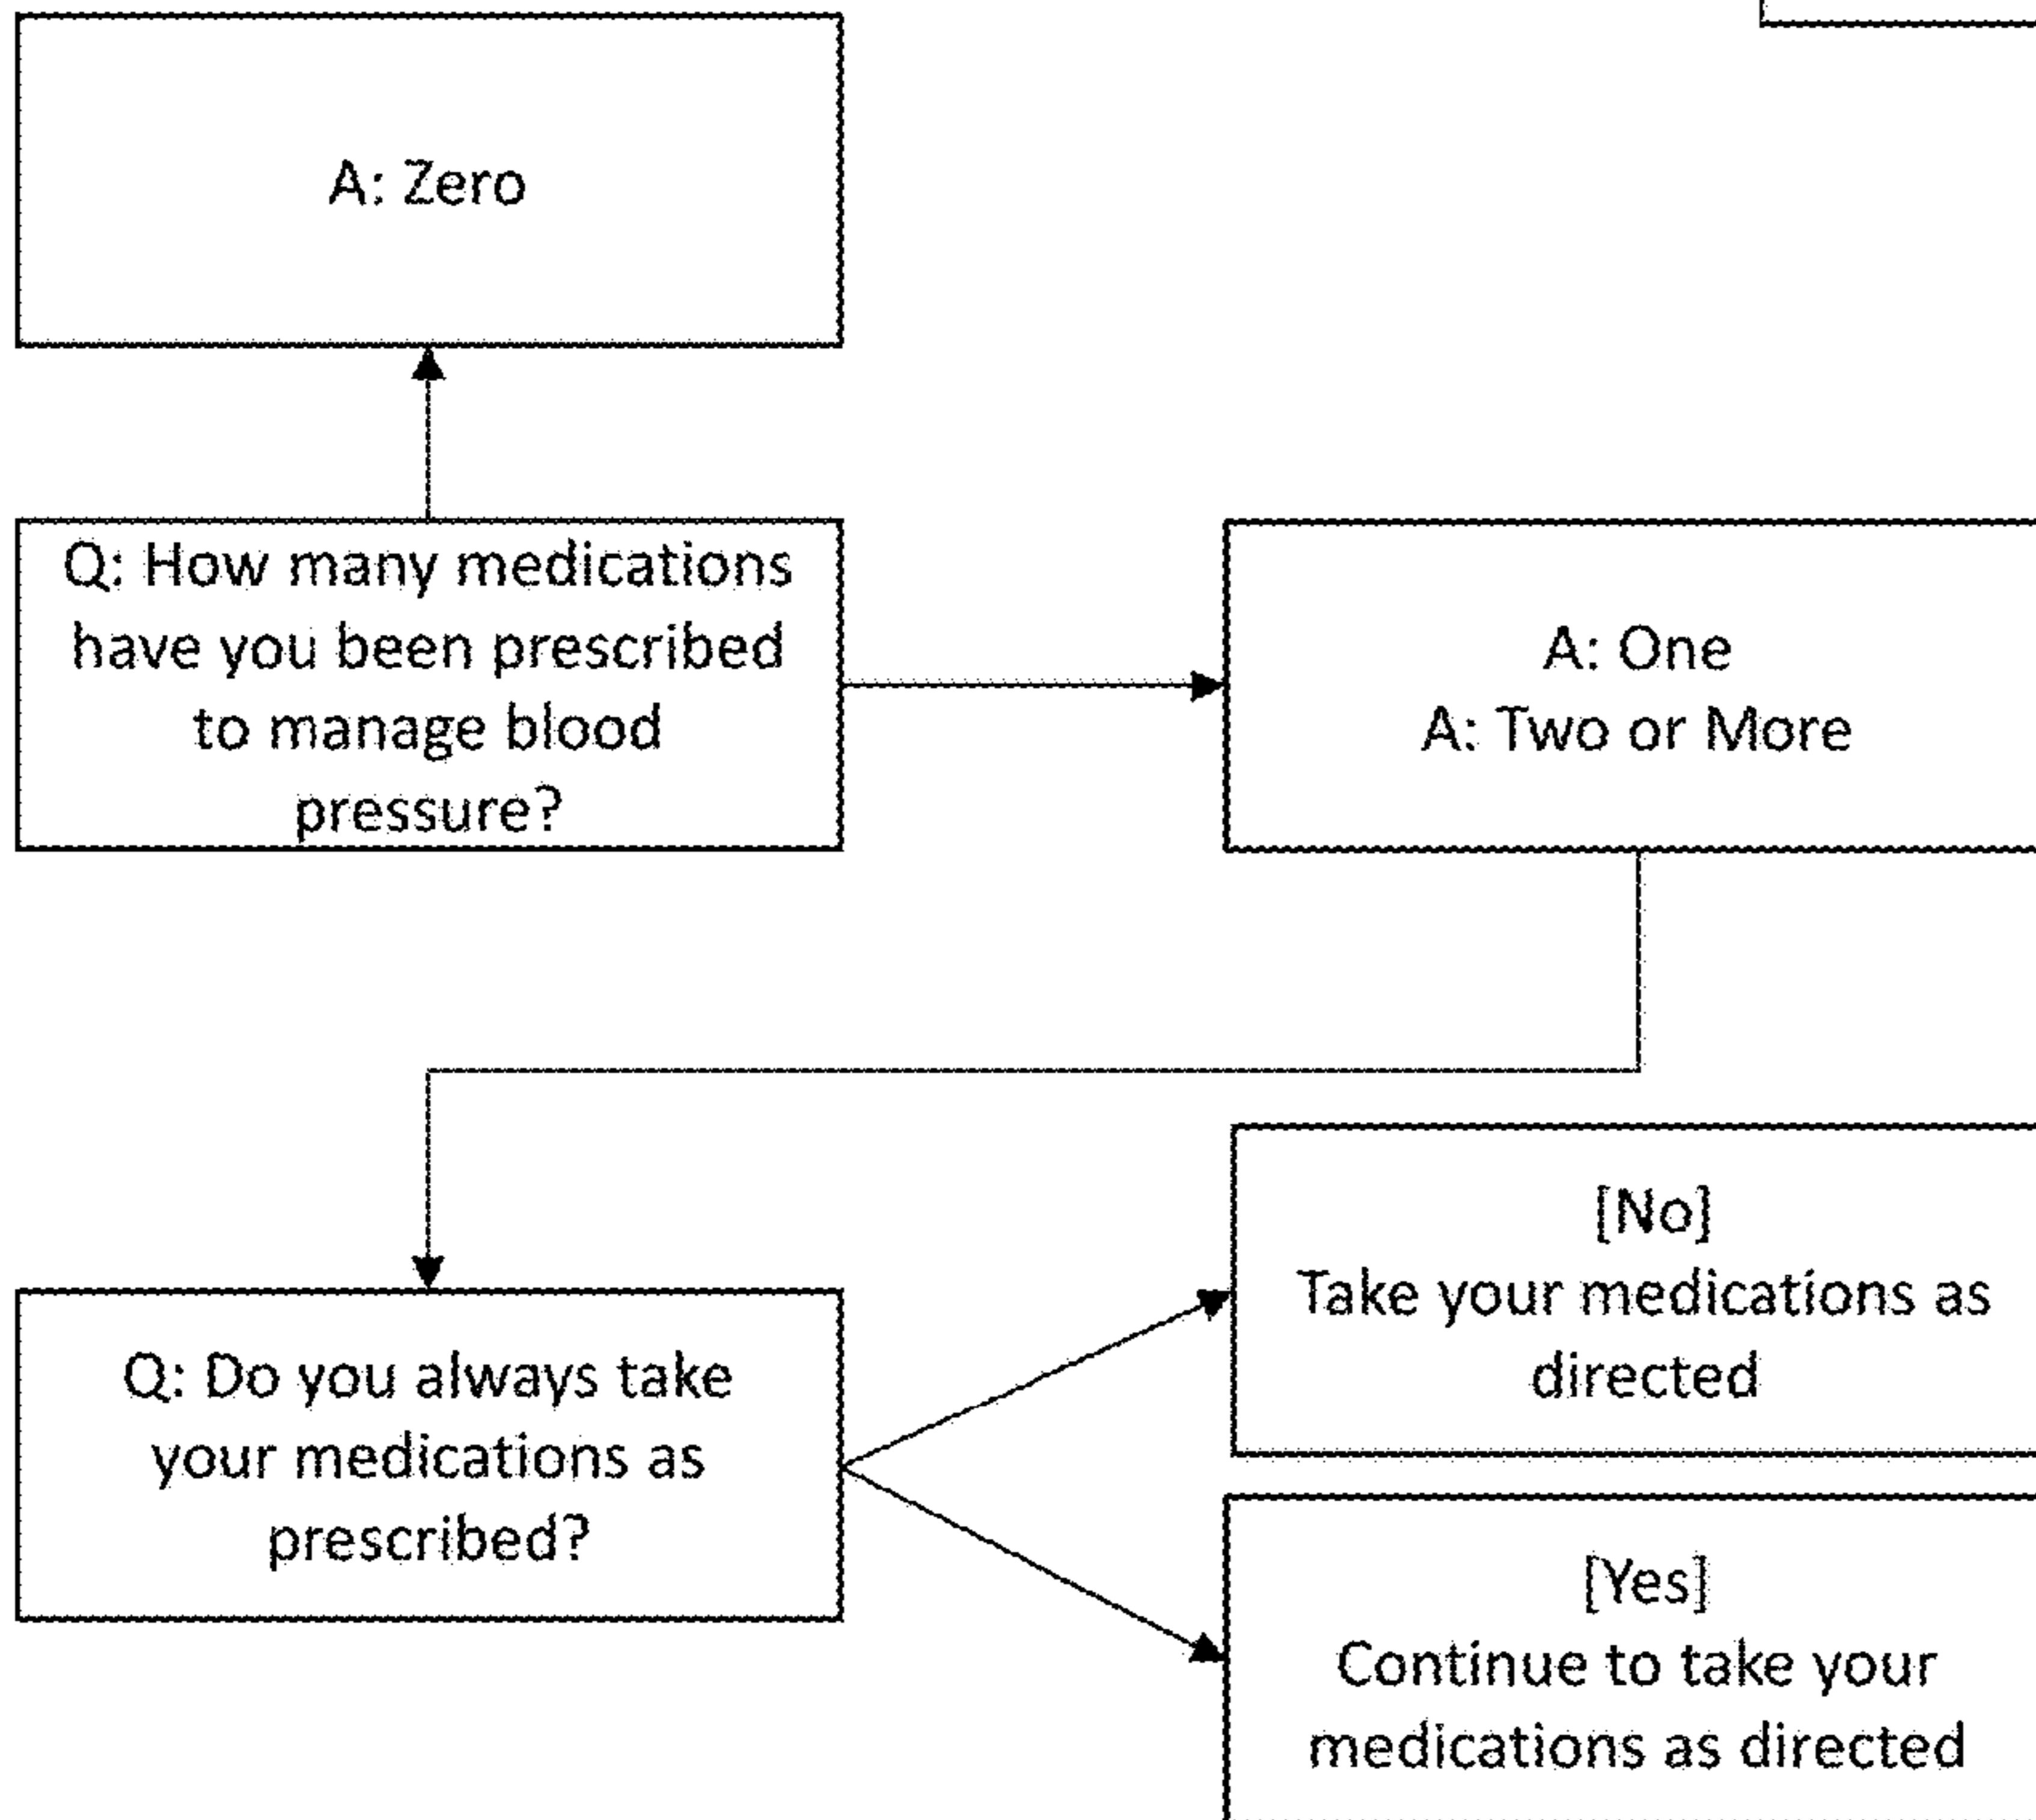 A: Zero
Q: How many medications
have you been prescribed
to manage blood
pressure?
A: One
A: Two or More
Q: Do you always take
your medications as
prescribed?
[No]
Take your medications as
directed
[Yes]
Continue to take your
medications as directed